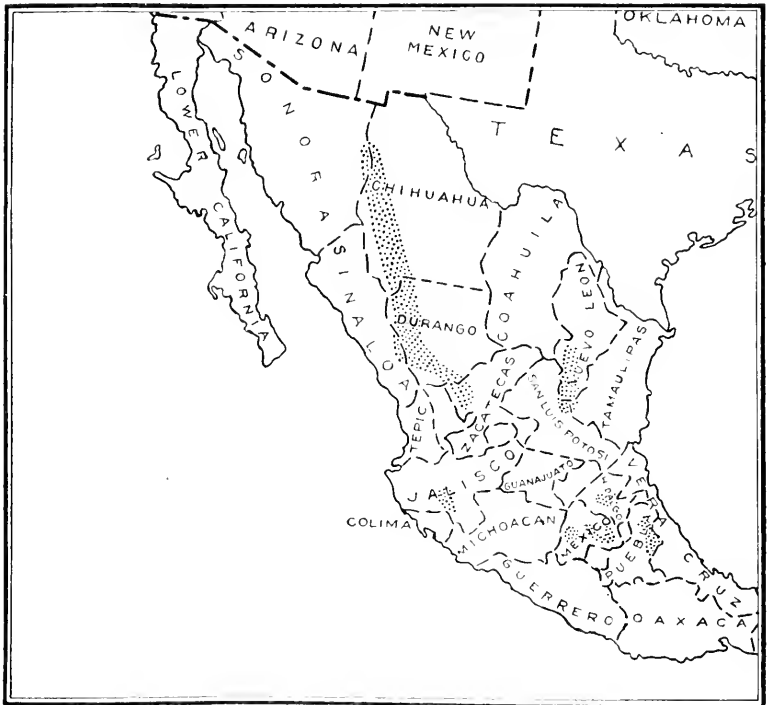 OKLAHOMA
ARIZONA
NEW
MEXICO
TEXAS
LOWER
CALIFORNIA
SONORA
CHIHUAHUA
COAHUILA
SINALOA
DURANGO
NUEVO LEON
TAMAULIPAS
ZACATECAS
SAN LUIS POTOSI
TEPIC
JALISCO
GUANAJUATO
HIDALGO
VERA CRUZ
COLIMA
MICHOACAN
MEXICO
PUEBLA
GUERRERO
OAXACA